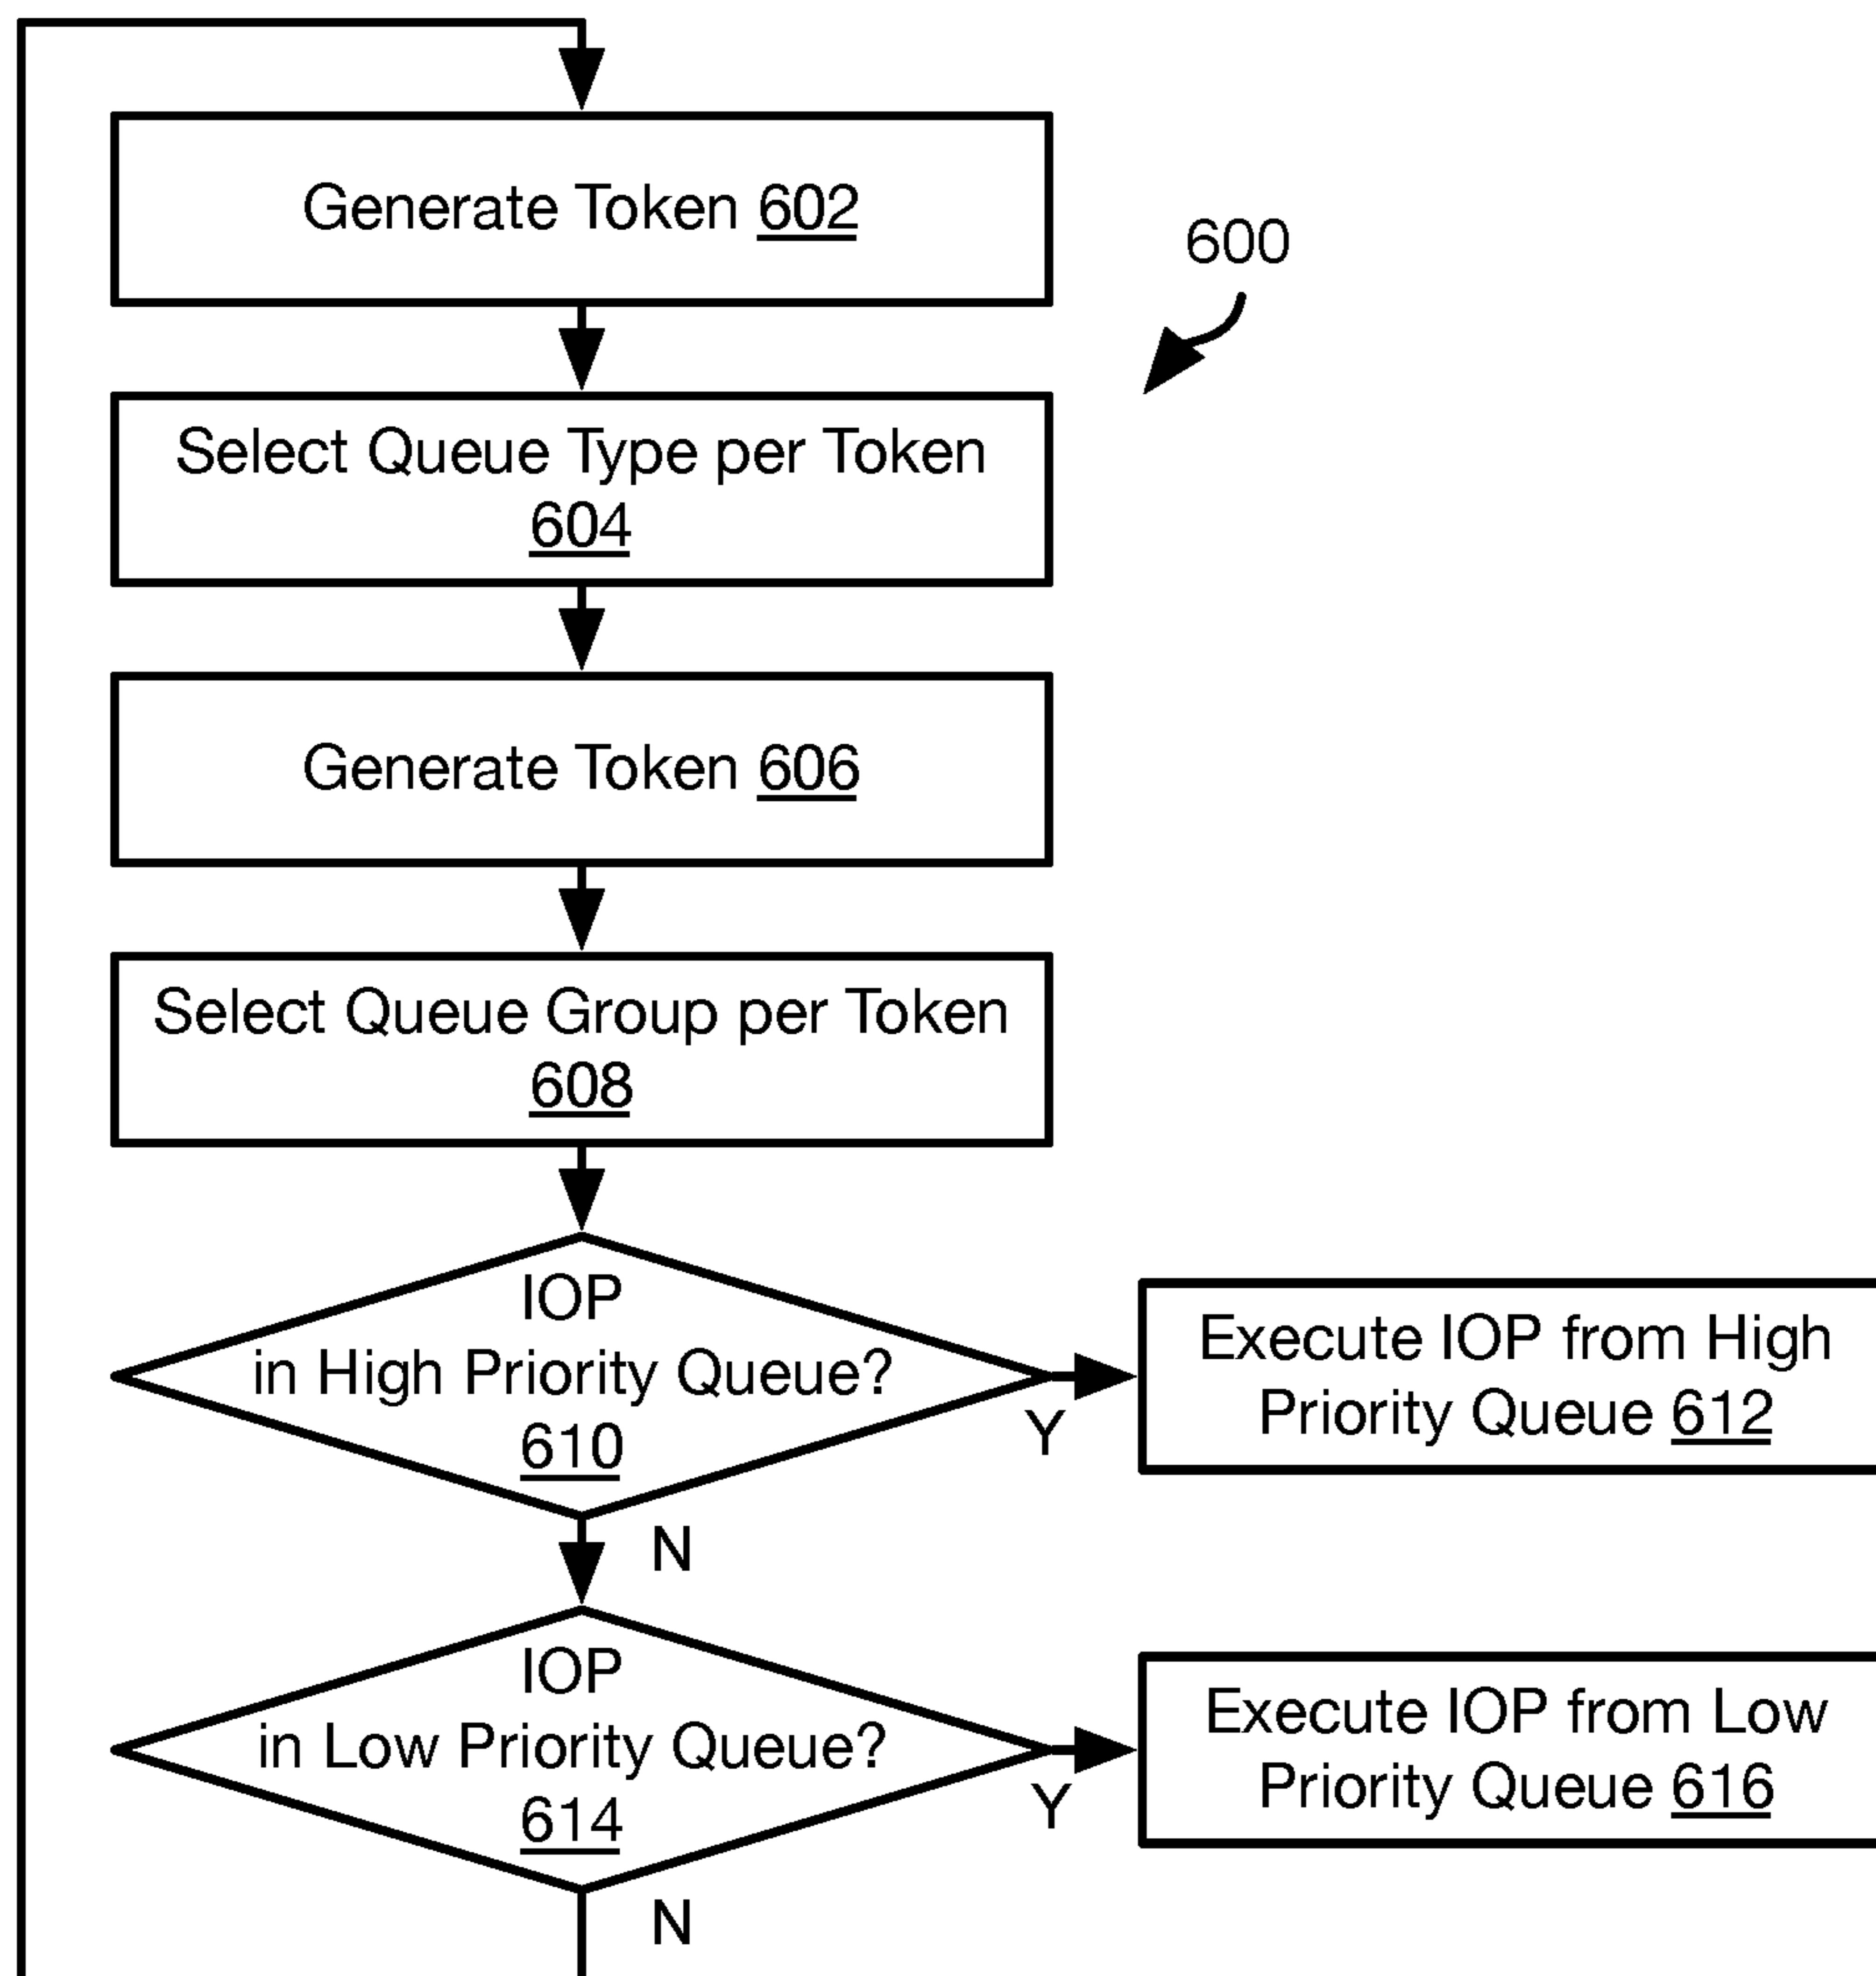 Generate Token 602
600
Select Queue Type per Token
604
Generate Token 606
Select Queue Group per Token
608
IOP
in High Priority Queue?
610
Y
N
Execute IOP from High
Priority Queue 612
IOP
in Low Priority Queue?
614
Y
N
Execute IOP from Low
Priority Queue 616